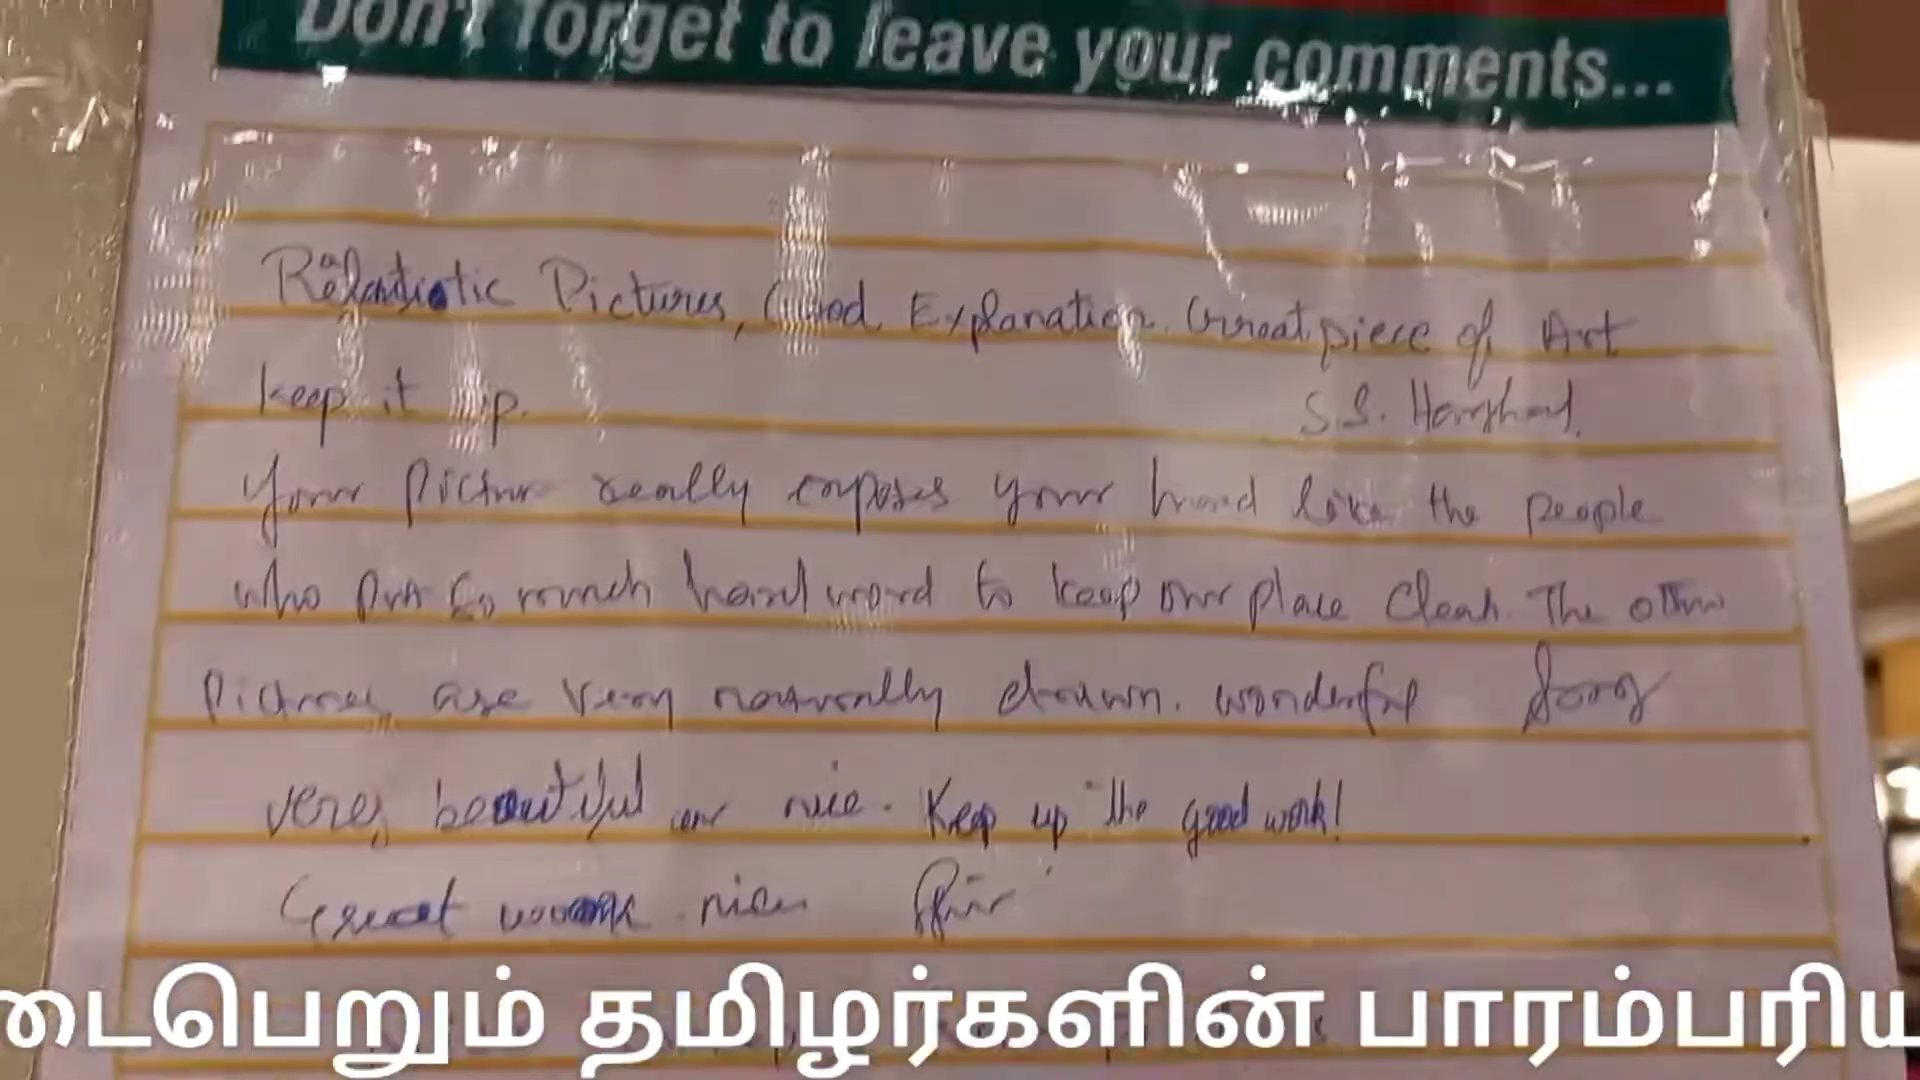 Don't forget to leave your comments...
Pictures, Good Explanation. Great piece of Art
keep it up. S.S.
Your Picture really exposes your hard like the people
who put so much hard word to keep our place clean. The other
Pictures are very naturally drawn. wonderful
very beautiful nice. Keep up the good work!
Great work nice
டைபெறும் தமிழர்களின் பாரம்பரிய